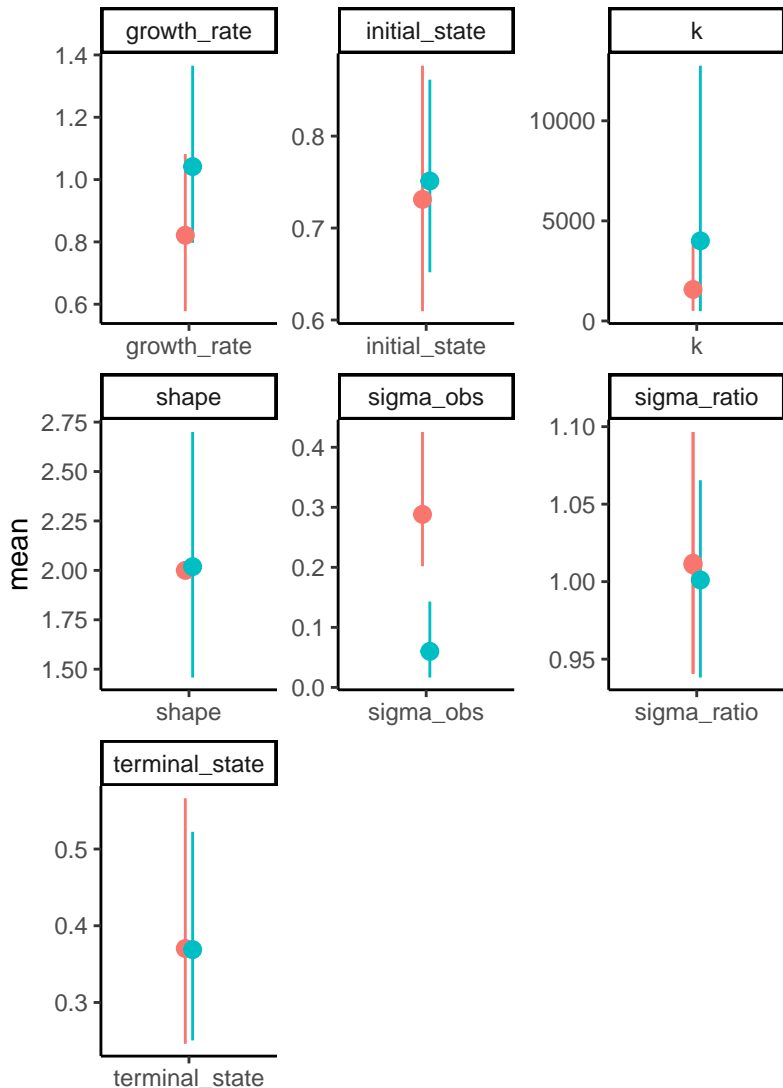 growth_rate
initial_state
k
1.4
1.2
1.0
0.8
0.6
0.8
0.7
0.6
10000
5000
0
growth_rate
initial_state
k
shape
sigma_obs
sigma_ratio
mean
2.75
2.50
2.25
2.00
1.75
1.50
0.4
0.3
0.2
0.1
0.0
1.10
1.05
1.00
0.95
shape
sigma_obs
sigma_ratio
terminal_state
0.5
0.4
0.3
terminal_state